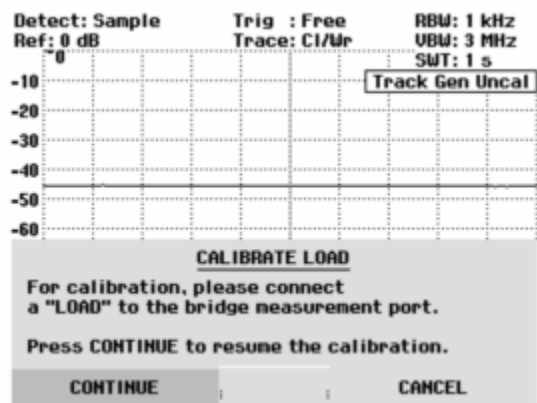 Detect: Sample Trig : Free RBW: 1 kHz
Ref: 0 dB Trace: Cl/Wr VBW: 3 MHz
0 SWT: 1 s
-10 Track Gen Uncal
-20
-30
-40
-50
-60
CALIBRATE LOAD
For calibration, please connect
a "LOAD" to the bridge measurement port.
Press CONTINUE to resume the calibration.
CONTINUE CANCEL